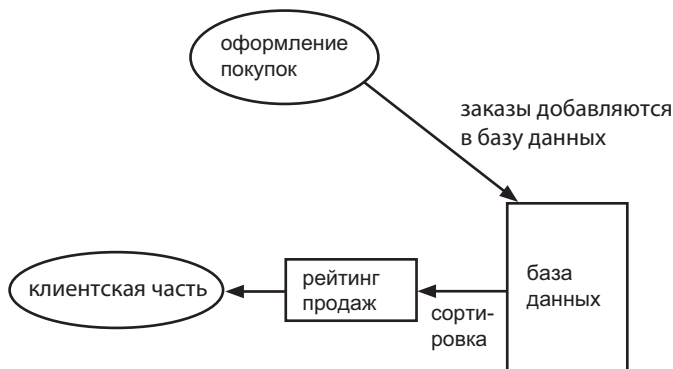 оформление
покупок
заказы добавляются
в базу данных
клиентская часть
рейтинг
продаж
сорти-
ровка
база
данных